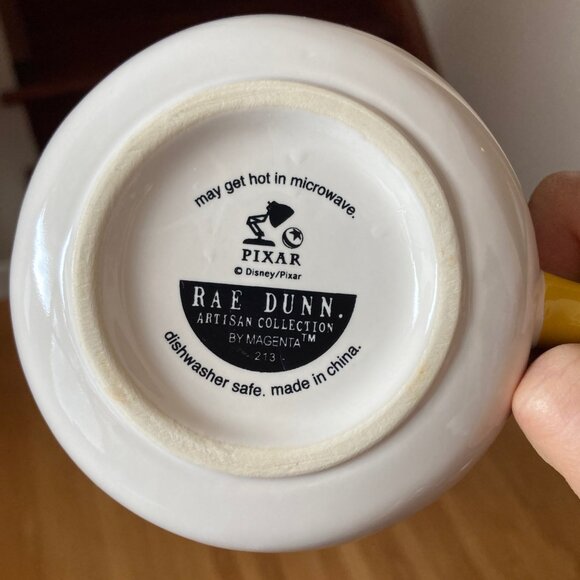 may get hot in microwave.
PIXAR
© Disney/Pixar
RAE DUNN.
ARTISAN COLLECTION
BY MAGENTA™
213
dishwasher safe. made in china.